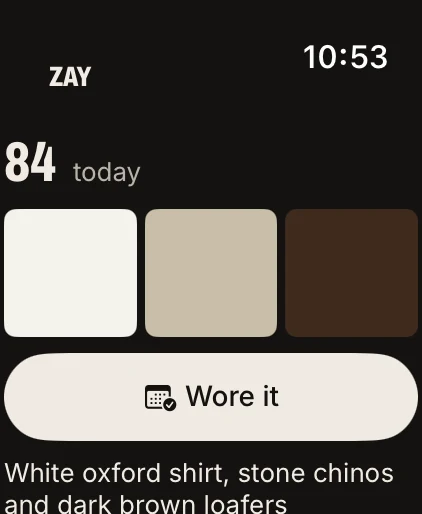 10:53
ZAY
84 today
Wore it
White oxford shirt, stone chinos
and dark brown loafers